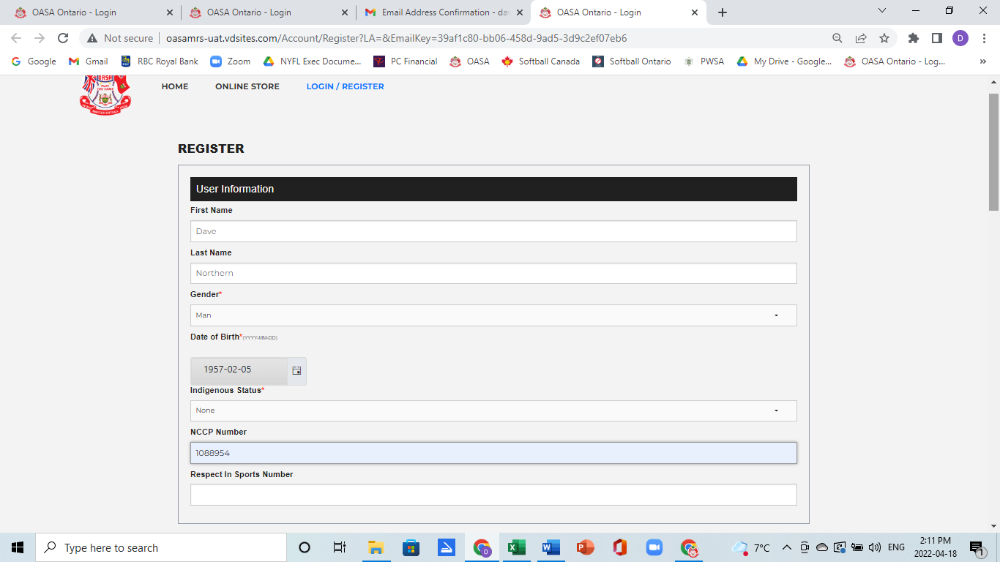 OASA Ontario - Login
OASA Ontario - Login
Email Address Confirmation - da
OASA Ontario - Login
Not secure
oasamrs-uat.vdsites.com/Account/Register?LA=&EmailKey=39af1c80-bb06-458d-9ad5-3d9c2ef07eb6
D
Google
Gmail
RBC Royal Bank
Zoom
NYFL Exec Docume...
PC Financial
OASA
Softball Canada
Softball Ontario
PWSA
My Drive - Google...
OASA Ontario - Log...
»
OASA
PLAY
THE GAME
HOME
ONLINE STORE
LOGIN / REGISTER
REGISTER
User Information
First Name
Dave
Last Name
Northern
Gender*
Man
Date of Birth*(YYYY-MM-DD)
1957-02-05
Indigenous Status*
None
NCCP Number
1088954
Respect In Sports Number
Type here to search
7°C
ENG
2:11 PM
2022-04-18
1